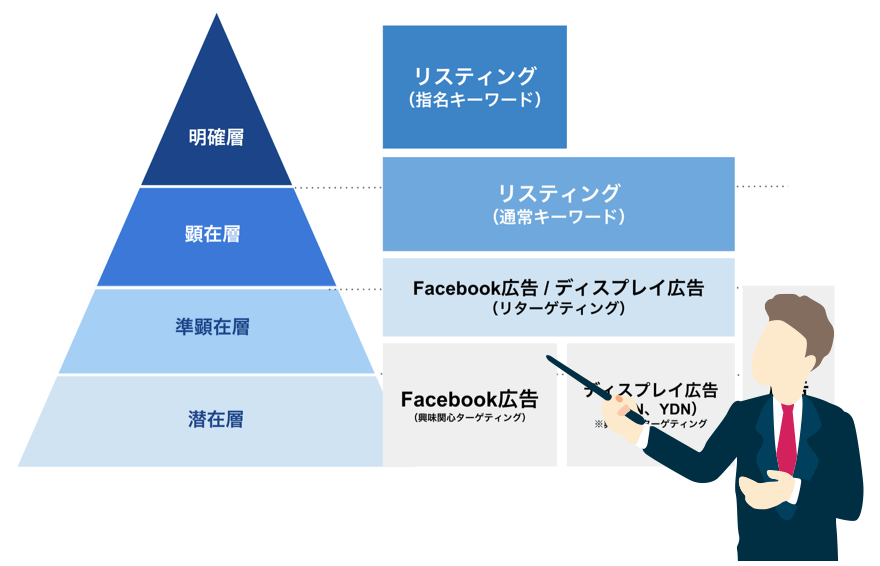 明確層
顕在層
準顕在層
潜在層
リスティング
（指名キーワード）
リスティング
（通常キーワード）
Facebook広告 / ディスプレイ広告
（リターゲティング）
Facebook広告
（興味関心ターゲティング）
ディスプレイ広告
N、YDN）
※ ターゲティング
告